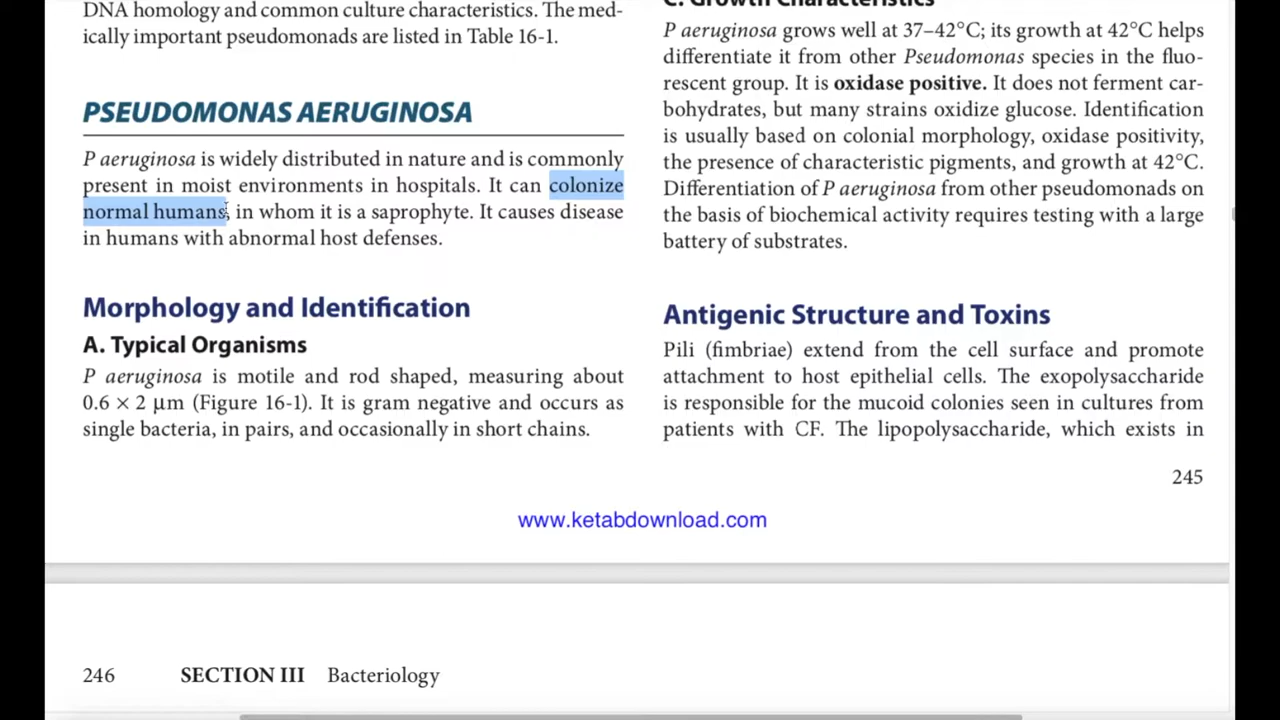 DNA homology and common culture characteristics. The med-
ically important pseudomonads are listed in Table 16-1.
PSEUDOMONAS AERUGINOSA
P aeruginosa is widely distributed in nature and is commonly
present in moist environments in hospitals. It can colonize
normal humans, in whom it is a saprophyte. It causes disease
in humans with abnormal host defenses.
Morphology and Identification
A. Typical Organisms
P aeruginosa is motile and rod shaped, measuring about
0.6 × 2 μm (Figure 16-1). It is gram negative and occurs as
single bacteria, in pairs, and occasionally in short chains.
C. Growth Characteristics
P aeruginosa grows well at 37–42°C; its growth at 42°C helps
differentiate it from other Pseudomonas species in the fluo-
rescent group. It is oxidase positive. It does not ferment car-
bohydrates, but many strains oxidize glucose. Identification
is usually based on colonial morphology, oxidase positivity,
the presence of characteristic pigments, and growth at 42°C.
Differentiation of P aeruginosa from other pseudomonads on
the basis of biochemical activity requires testing with a large
battery of substrates.
Antigenic Structure and Toxins
Pili (fimbriae) extend from the cell surface and promote
attachment to host epithelial cells. The exopolysaccharide
is responsible for the mucoid colonies seen in cultures from
patients with CF. The lipopolysaccharide, which exists in
245
www.ketabdownload.com
246 SECTION III Bacteriology